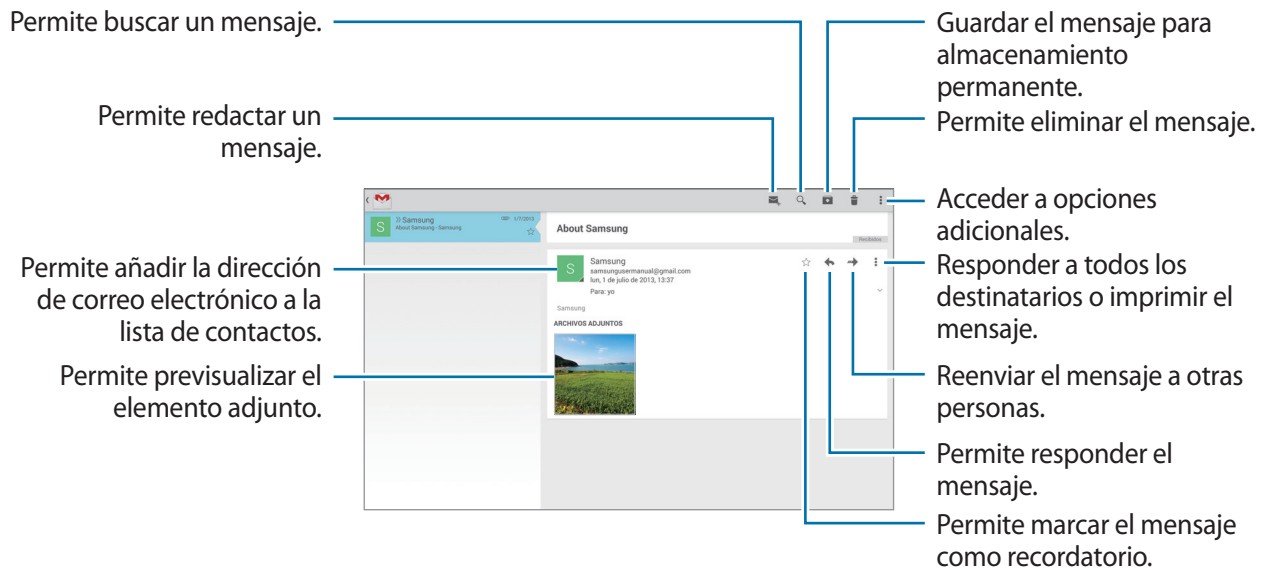 Permite buscar un mensaje.
Permite redactar un
mensaje.
Permite añadir la dirección
de correo electrónico a la
lista de contactos.
Permite previsualizar el
elemento adjunto.
Guardar el mensaje para
almacenamiento
permanente.
Permite eliminar el mensaje.
Acceder a opciones
adicionales.
Responder a todos los
destinatarios o imprimir el
mensaje.
Reenviar el mensaje a otras
personas.
Permite responder el
mensaje.
Permite marcar el mensaje
como recordatorio.
S
Samsung
1/7/2013
About Samsung - Samsung
About Samsung
Recibidos
S
Samsung
samsungusermanual@gmail.com
lun, 1 de julio de 2013, 13:37
Para: yo
Samsung
ARCHIVOS ADJUNTOS